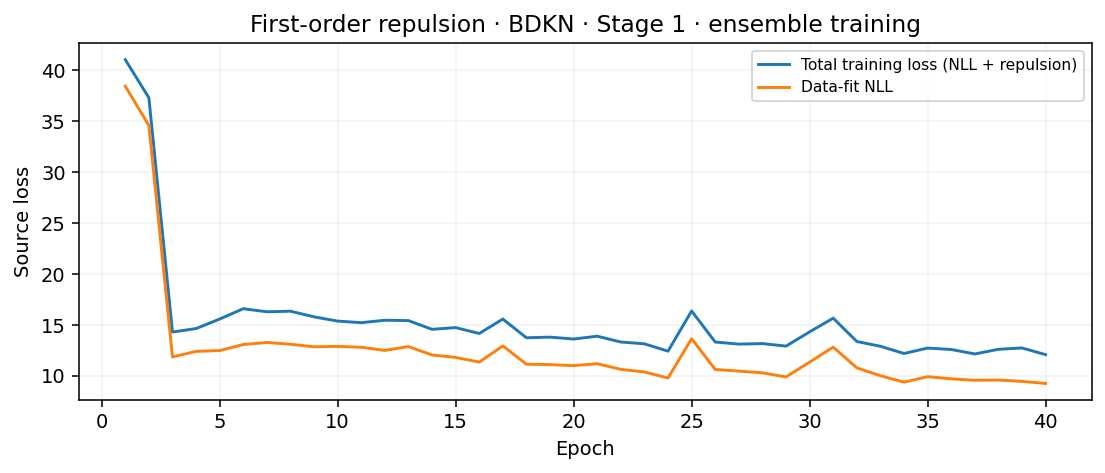 First-order repulsion · BDKN · Stage 1 · ensemble training
Total training loss (NLL + repulsion)
Data-fit NLL
Source loss
40
35
30
25
20
15
10
0 5 10 15 20 25 30 35 40
Epoch